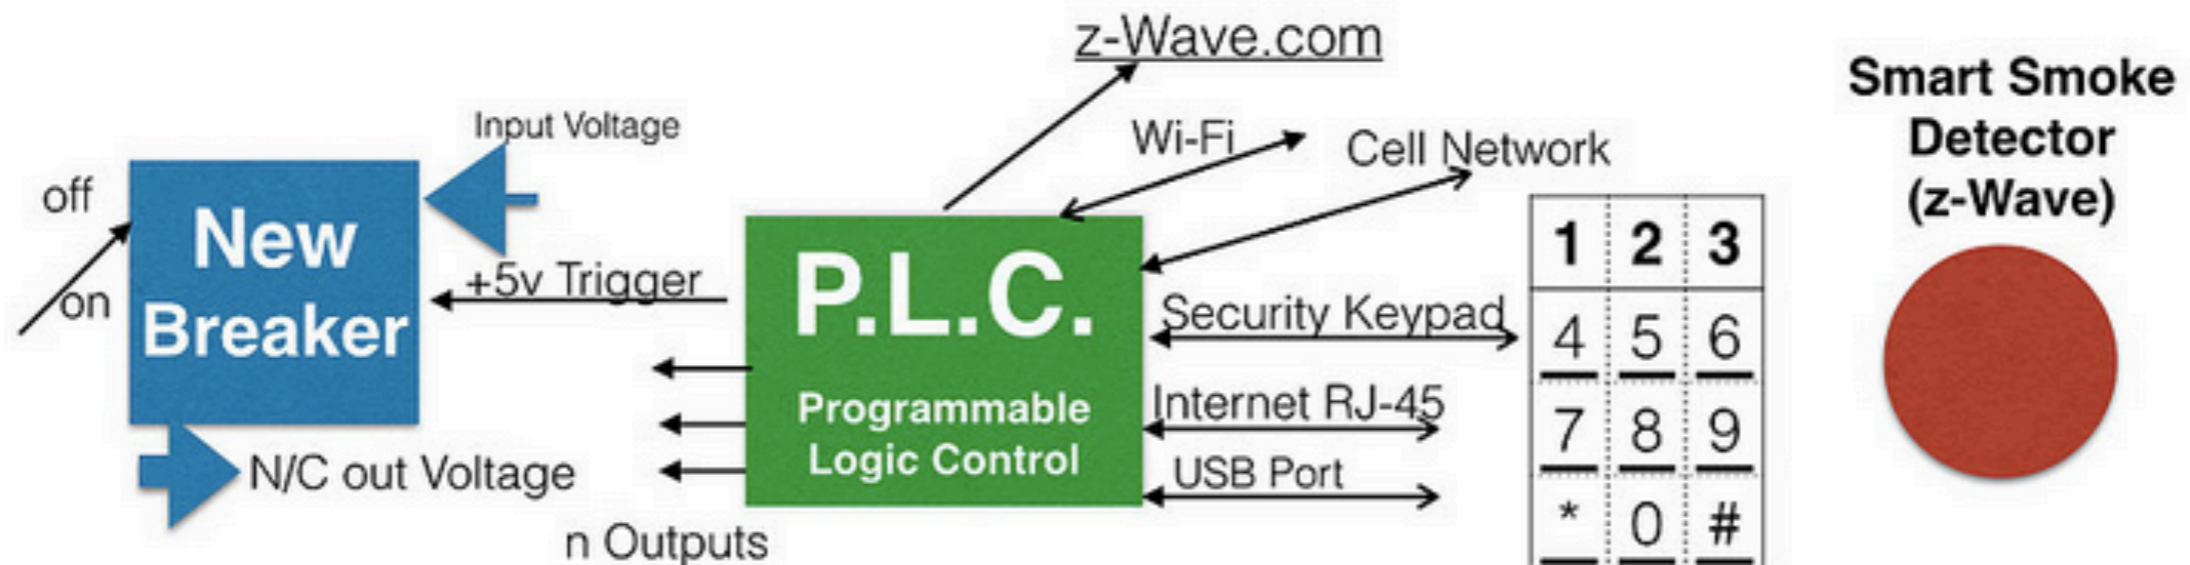 z-Wave.com
Smart Smoke
Detector
(z-Wave)
Input Voltage
Wi-Fi
Cell Network
off
on
New
Breaker
+5v Trigger
P.L.C.
Programmable
Logic Control
Security Keypad
Internet RJ-45
USB Port
1 2 3
4 5 6
7 8 9
* 0 #
N/C out Voltage
n Outputs